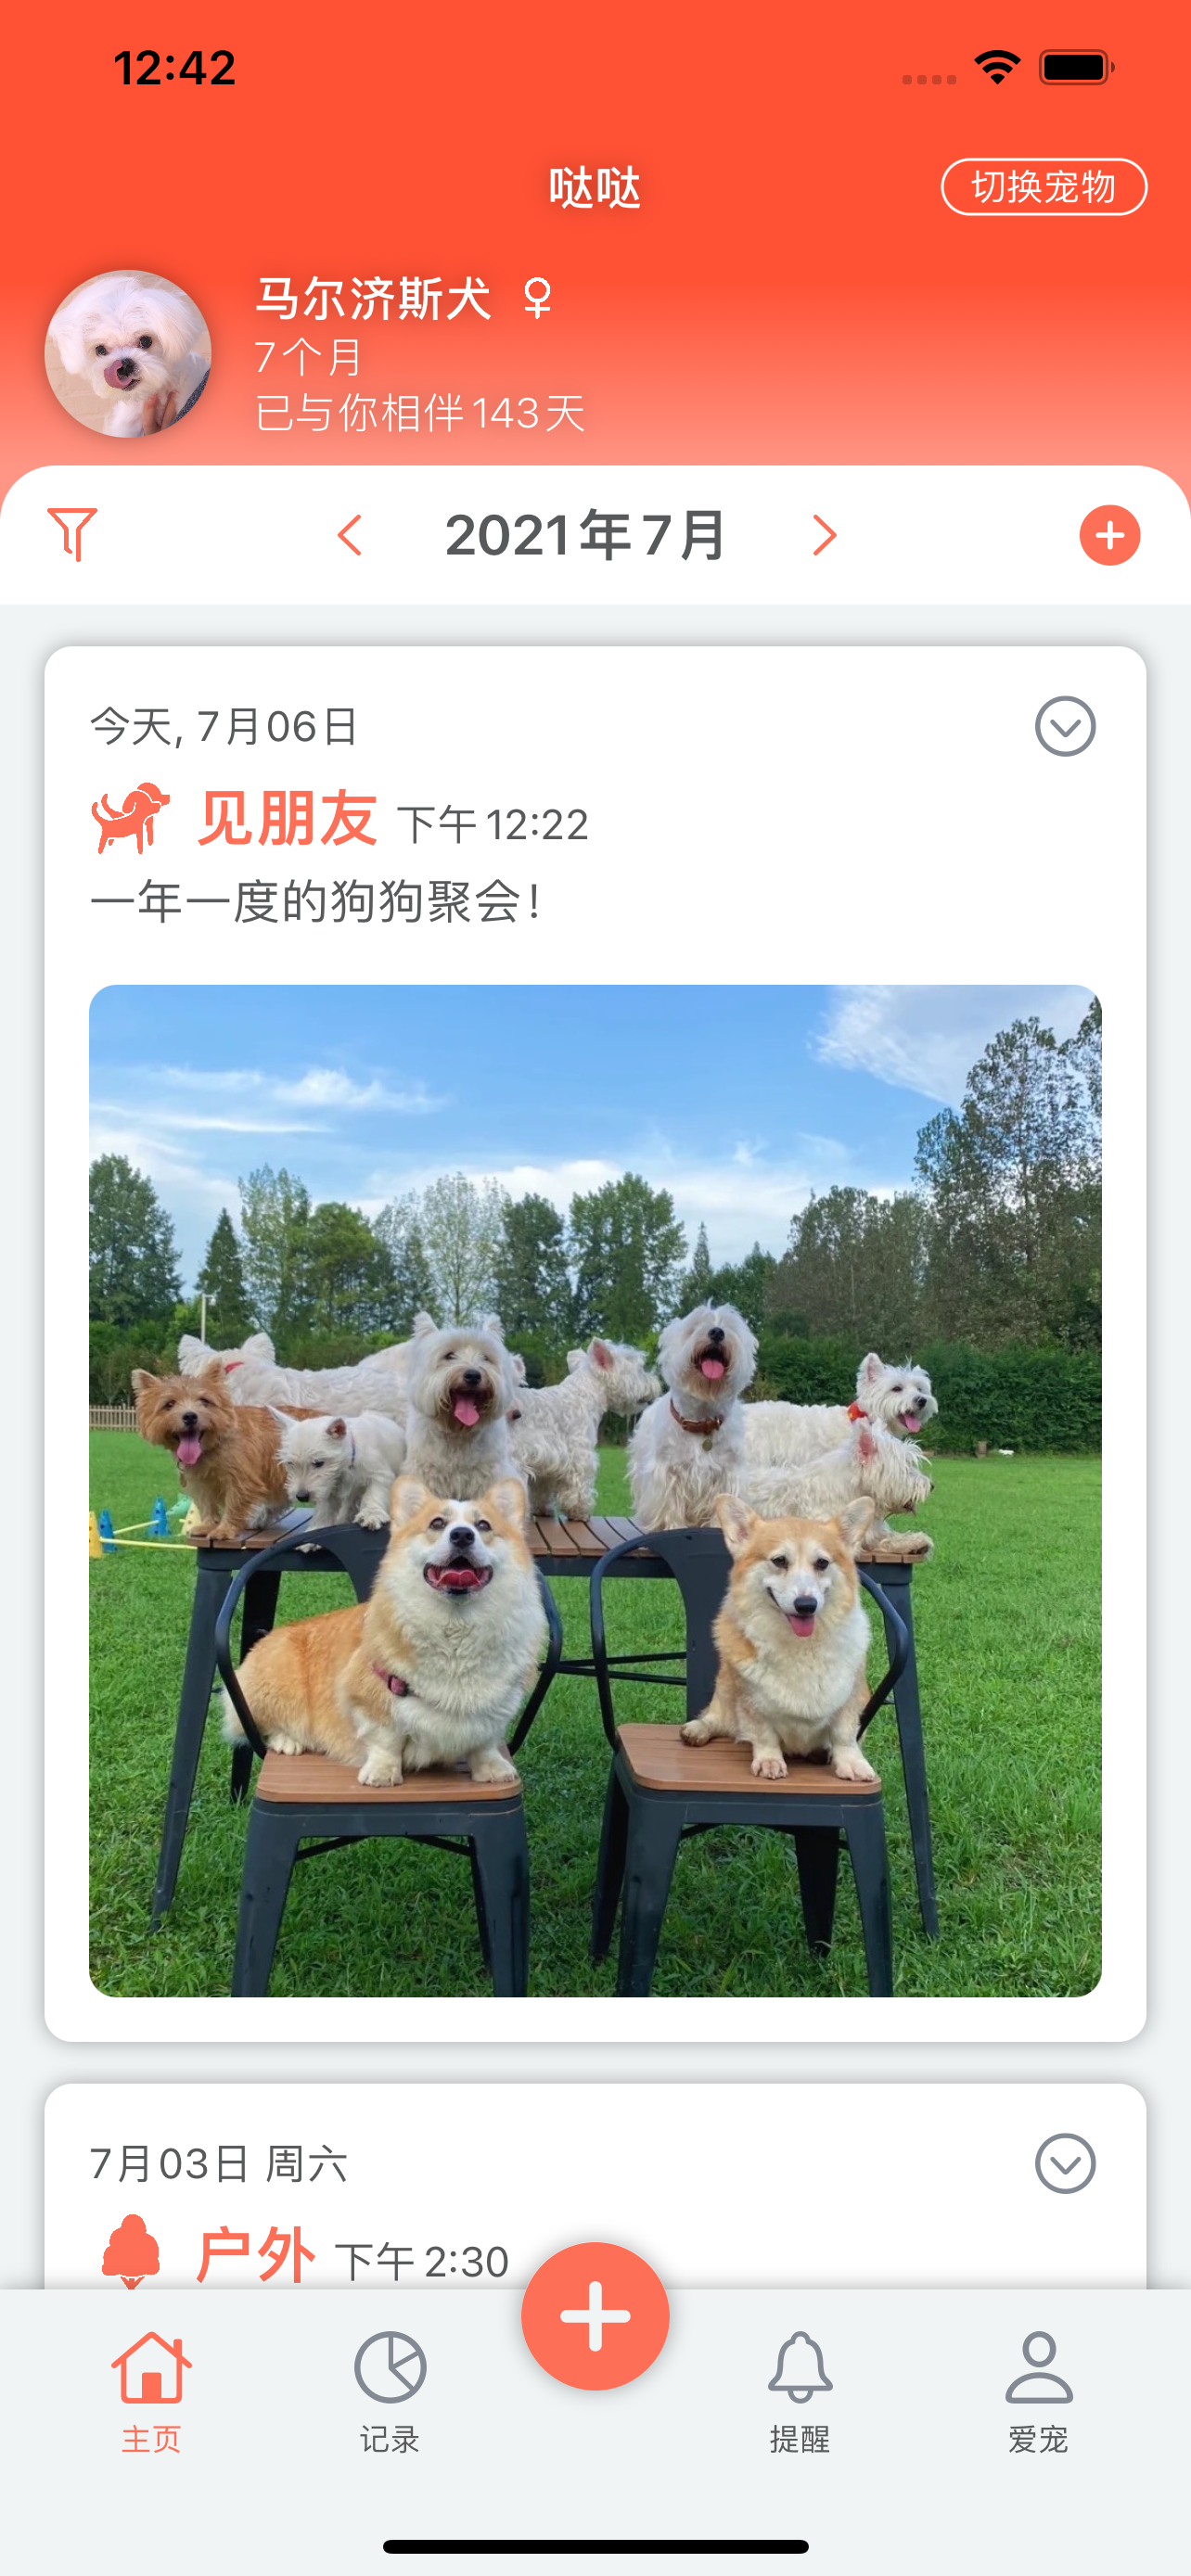 12:42
哒哒
切换宠物
马尔济斯犬 ♀
7个月
已与你相伴143天
2021年7月
今天, 7月06日
见朋友 下午12:22
一年一度的狗狗聚会！
7月03日 周六
户外 下午2:30
主页
记录
提醒
爱宠